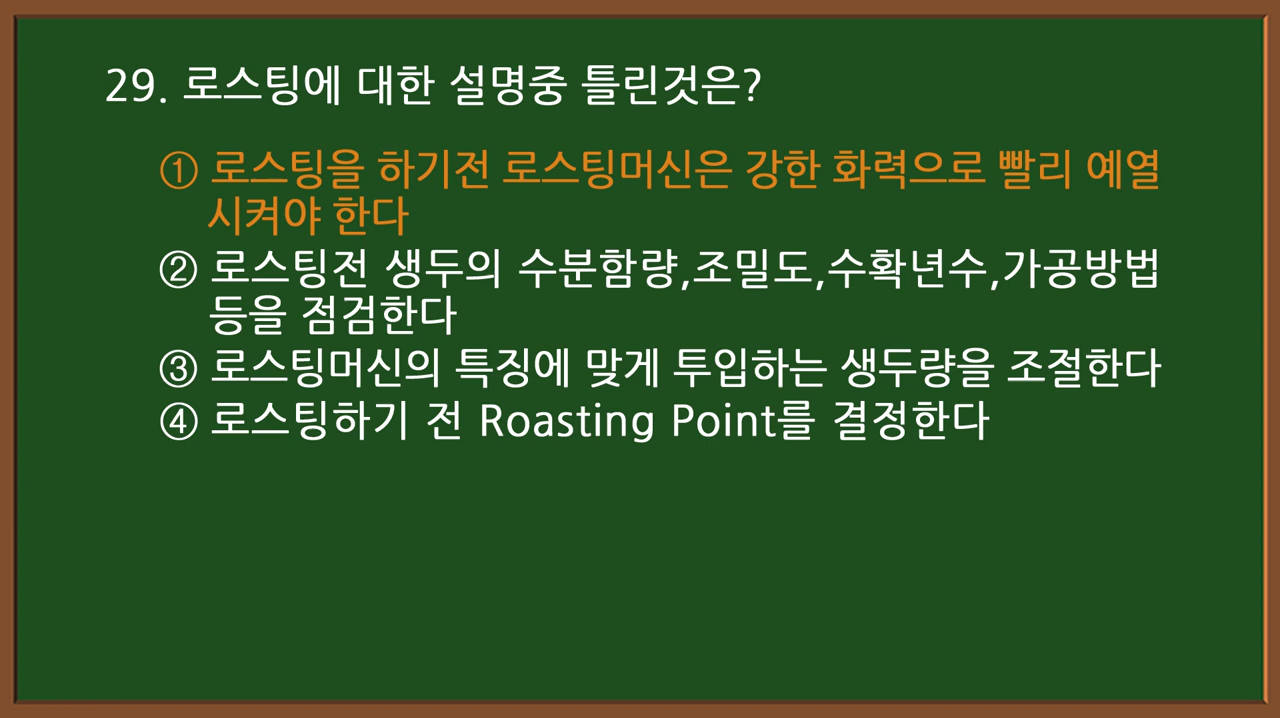 29. 로스팅에 대한 설명중 틀린것은?
① 로스팅을 하기전 로스팅머신은 강한 화력으로 빨리 예열
시켜야 한다
② 로스팅전 생두의 수분함량,조밀도,수확년수,가공방법
등을 점검한다
③ 로스팅머신의 특징에 맞게 투입하는 생두량을 조절한다
④ 로스팅하기 전 Roasting Point를 결정한다